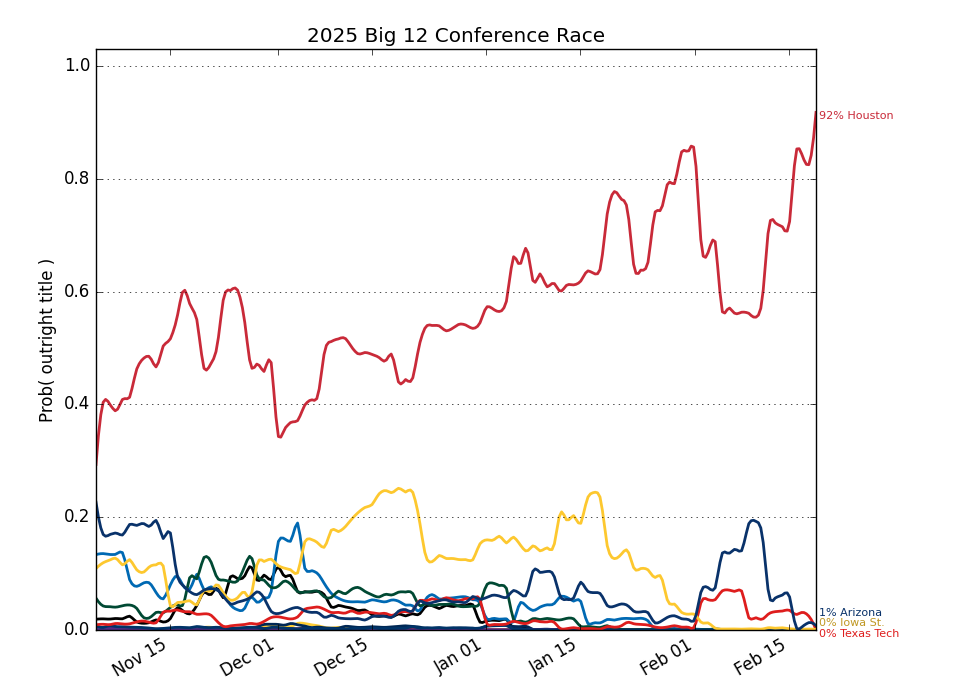 2025 Big 12 Conference Race
1.0
0.8
0.6
0.4
0.2
0.0
Prob( outright title )
92% Houston
1% Arizona
0% Iowa St.
0% Texas Tech
Nov 15
Dec 01
Dec 15
Jan 01
Jan 15
Feb 01
Feb 15